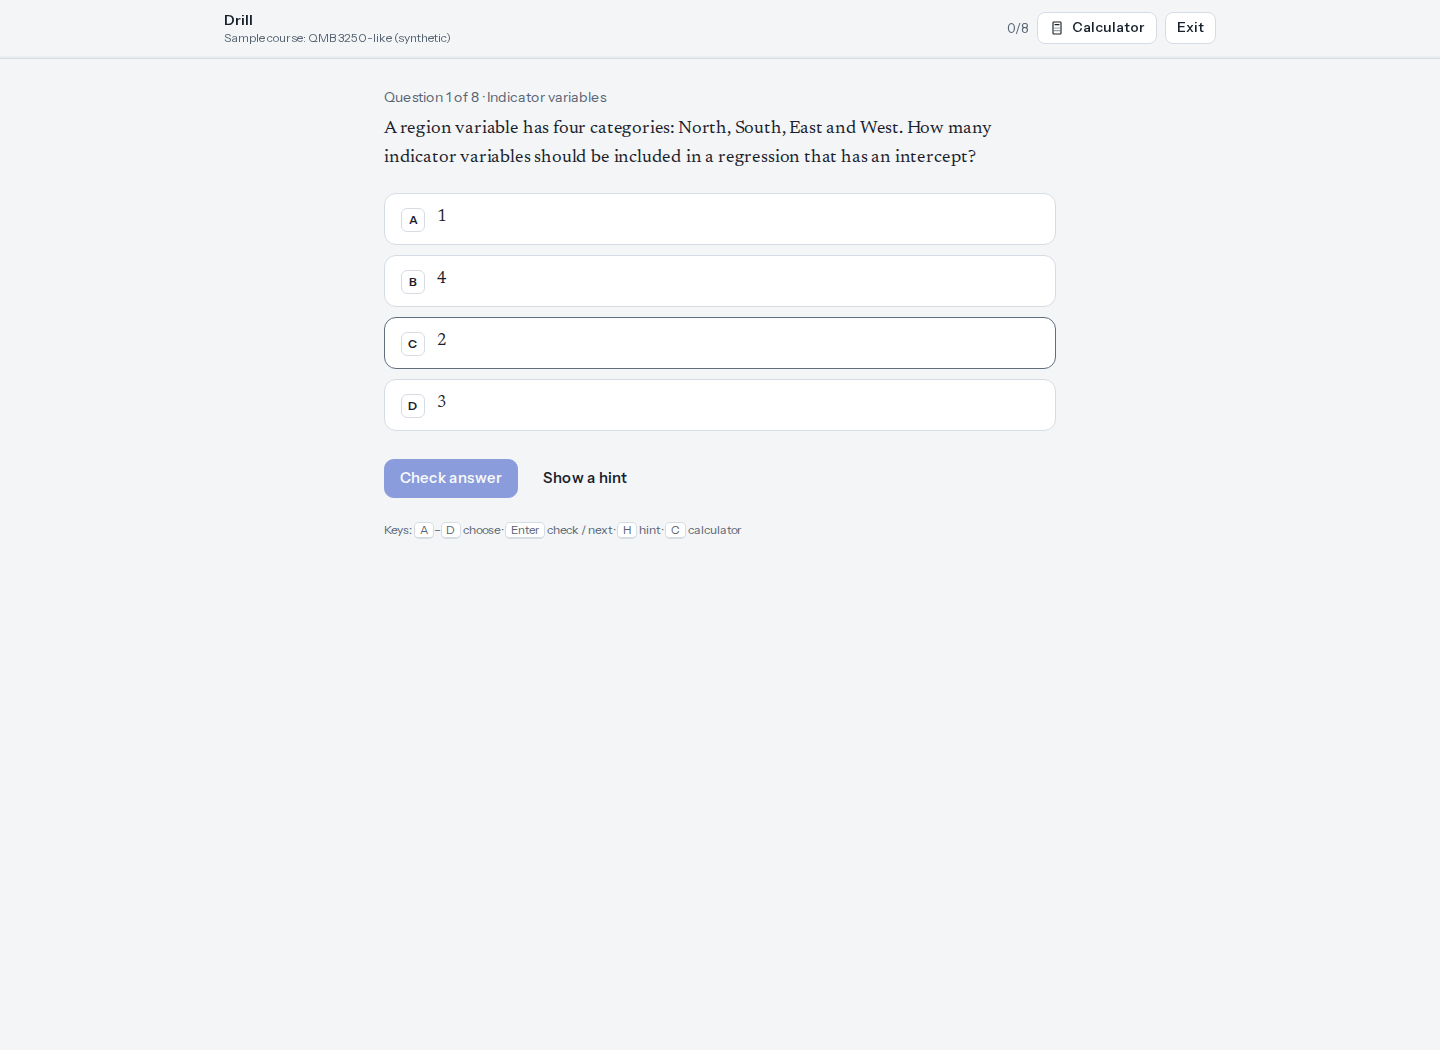 Drill
Sample course: QMB3250-like (synthetic)
0/8
Calculator
Exit
Question 1 of 8 · Indicator variables
A region variable has four categories: North, South, East and West. How many
indicator variables should be included in a regression that has an intercept?
A 1
B 4
C 2
D 3
Check answer
Show a hint
Keys: A – D choose · Enter check / next · H hint · C calculator